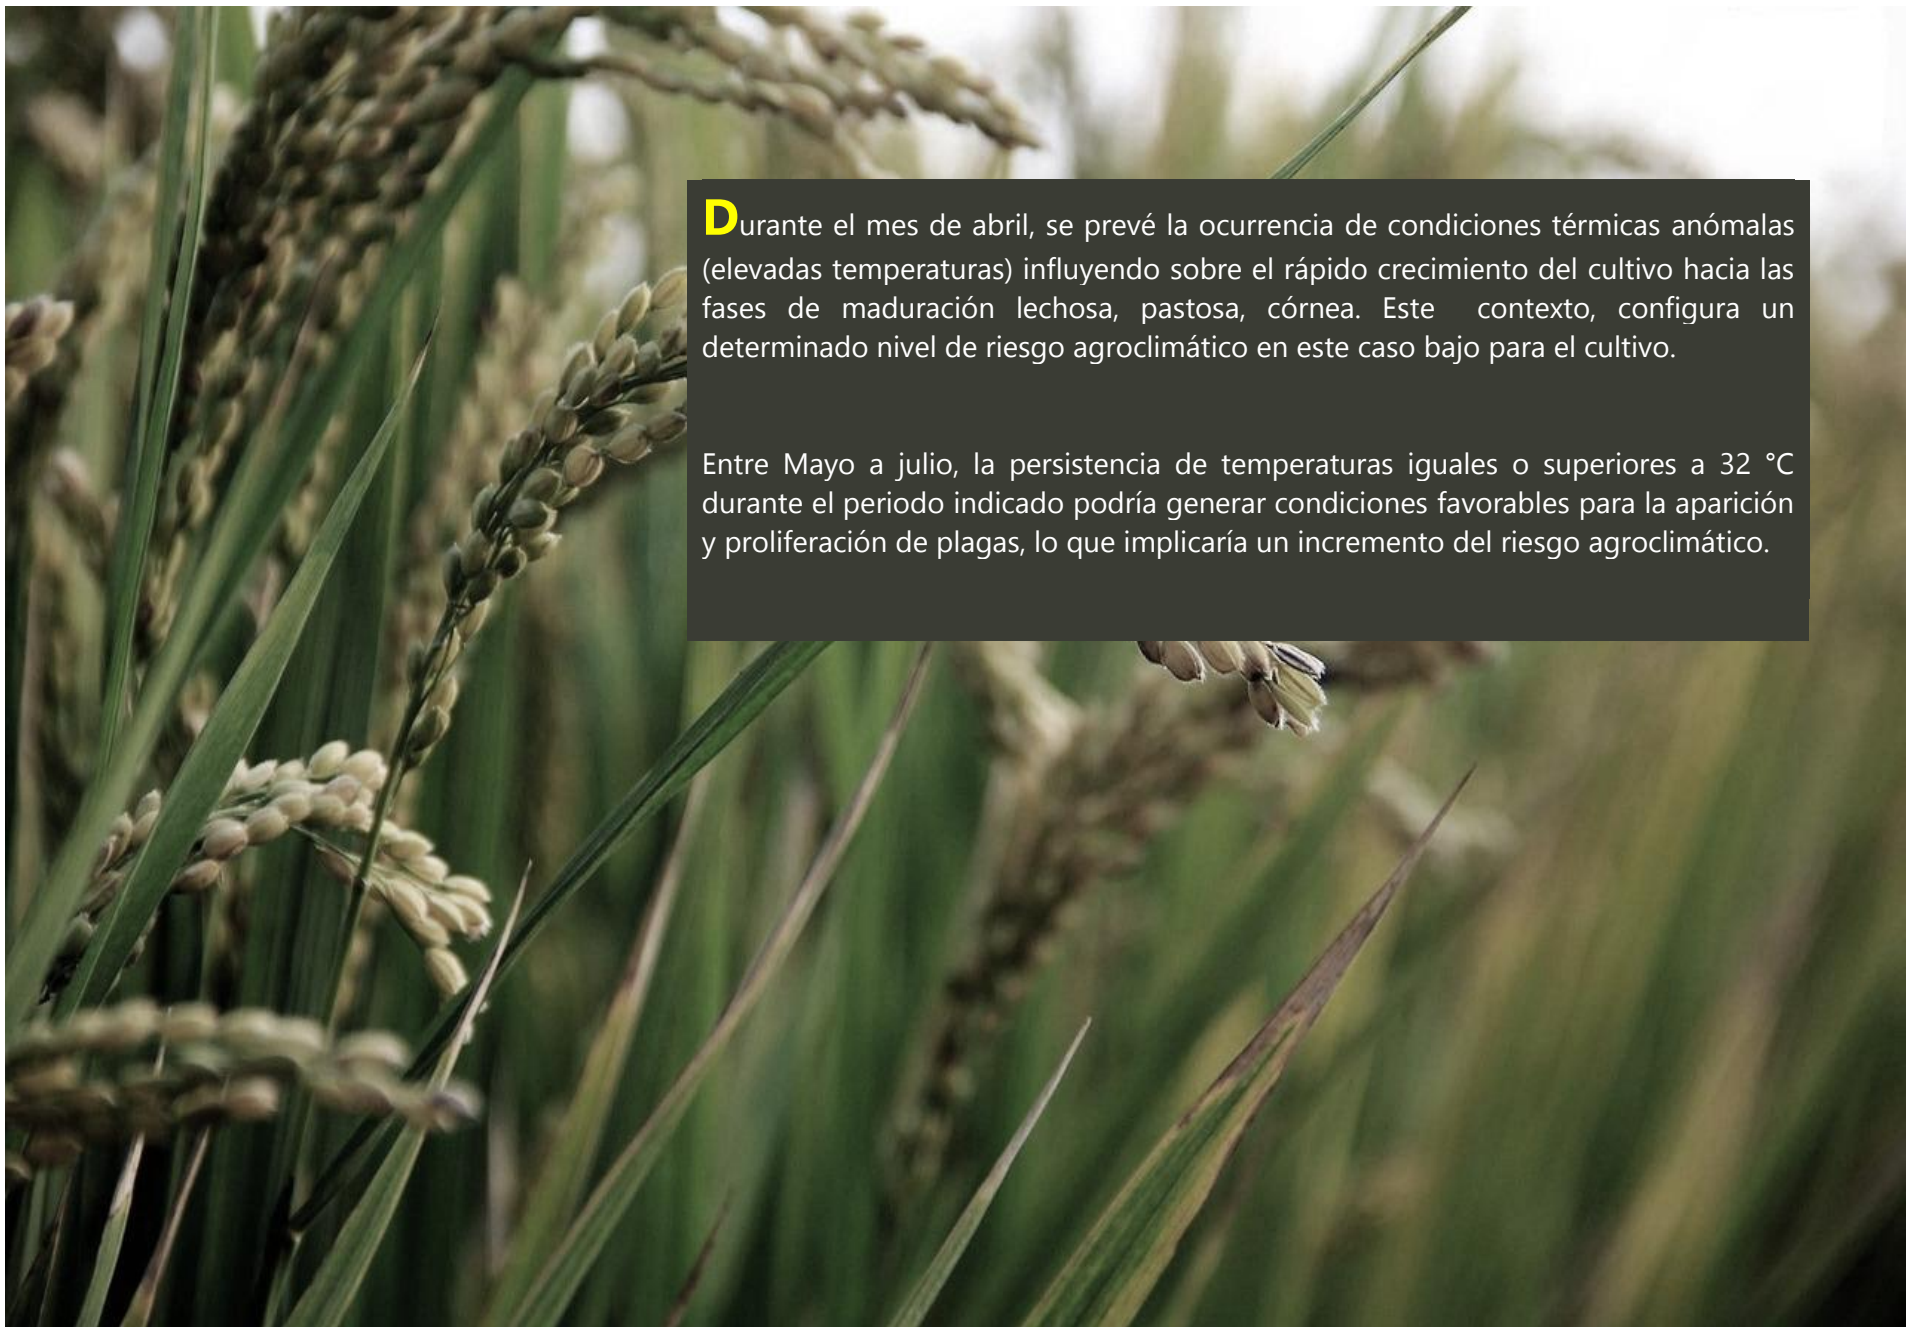 Durante el mes de abril, se prevé la ocurrencia de condiciones térmicas anómalas
(elevadas temperaturas) influyendo sobre el rápido crecimiento del cultivo hacia las
fases de maduración lechosa, pastosa, córnea. Este contexto, configura un
determinado nivel de riesgo agroclimático en este caso bajo para el cultivo.
Entre Mayo a julio, la persistencia de temperaturas iguales o superiores a 32 °C
durante el periodo indicado podría generar condiciones favorables para la aparición
y proliferación de plagas, lo que implicaría un incremento del riesgo agroclimático.